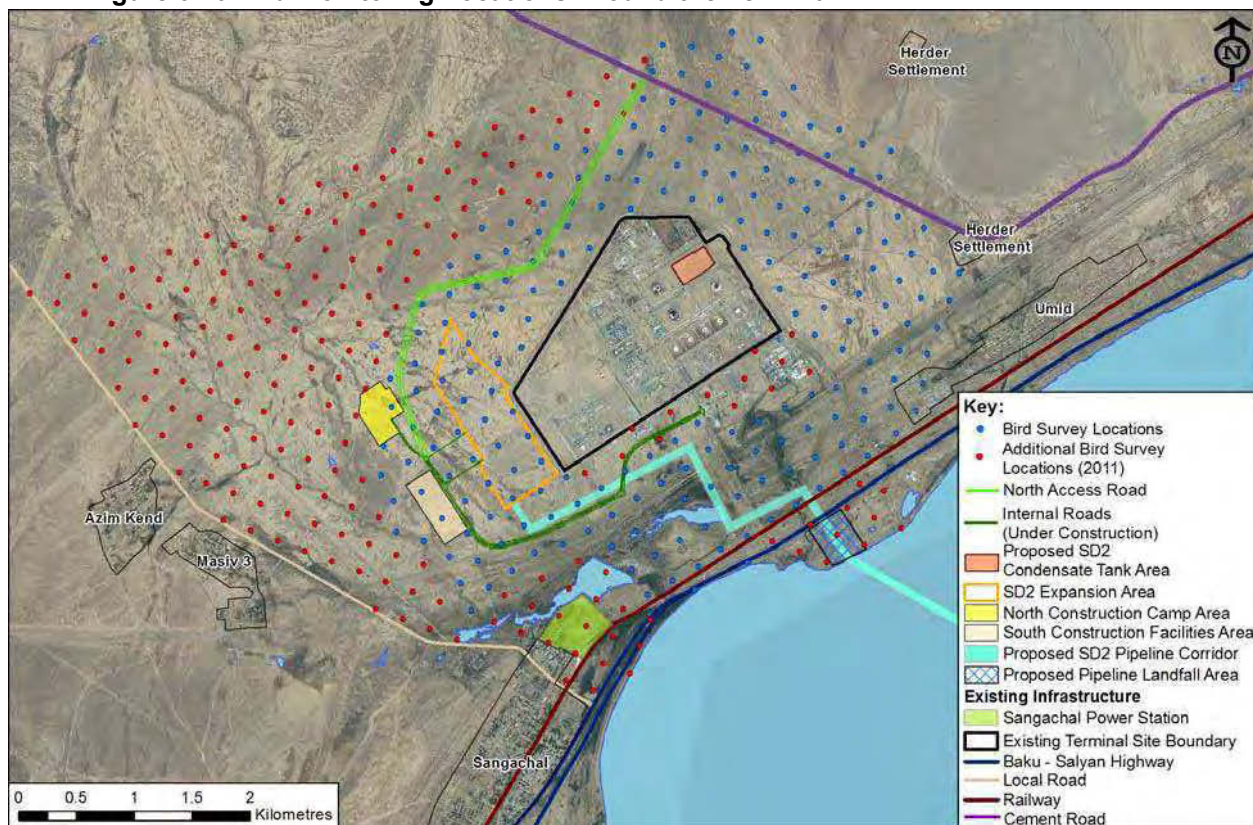 N
Herder
Settlement
Herder
Settlement
Umid
Azim Kend
Masiv 3
Sangachal
Key:
Bird Survey Locations
Additional Bird Survey
Locations (2011)
North Access Road
Internal Roads
(Under Construction)
Proposed SD2
Condensate Tank Area
SD2 Expansion Area
North Construction Camp Area
South Construction Facilities Area
Proposed SD2 Pipeline Corridor
Proposed Pipeline Landfall Area
Existing Infrastructure
Sangachal Power Station
Existing Terminal Site Boundary
Baku - Salyan Highway
Local Road
Railway
Cement Road
0 0.5 1 1.5 2
Kilometres